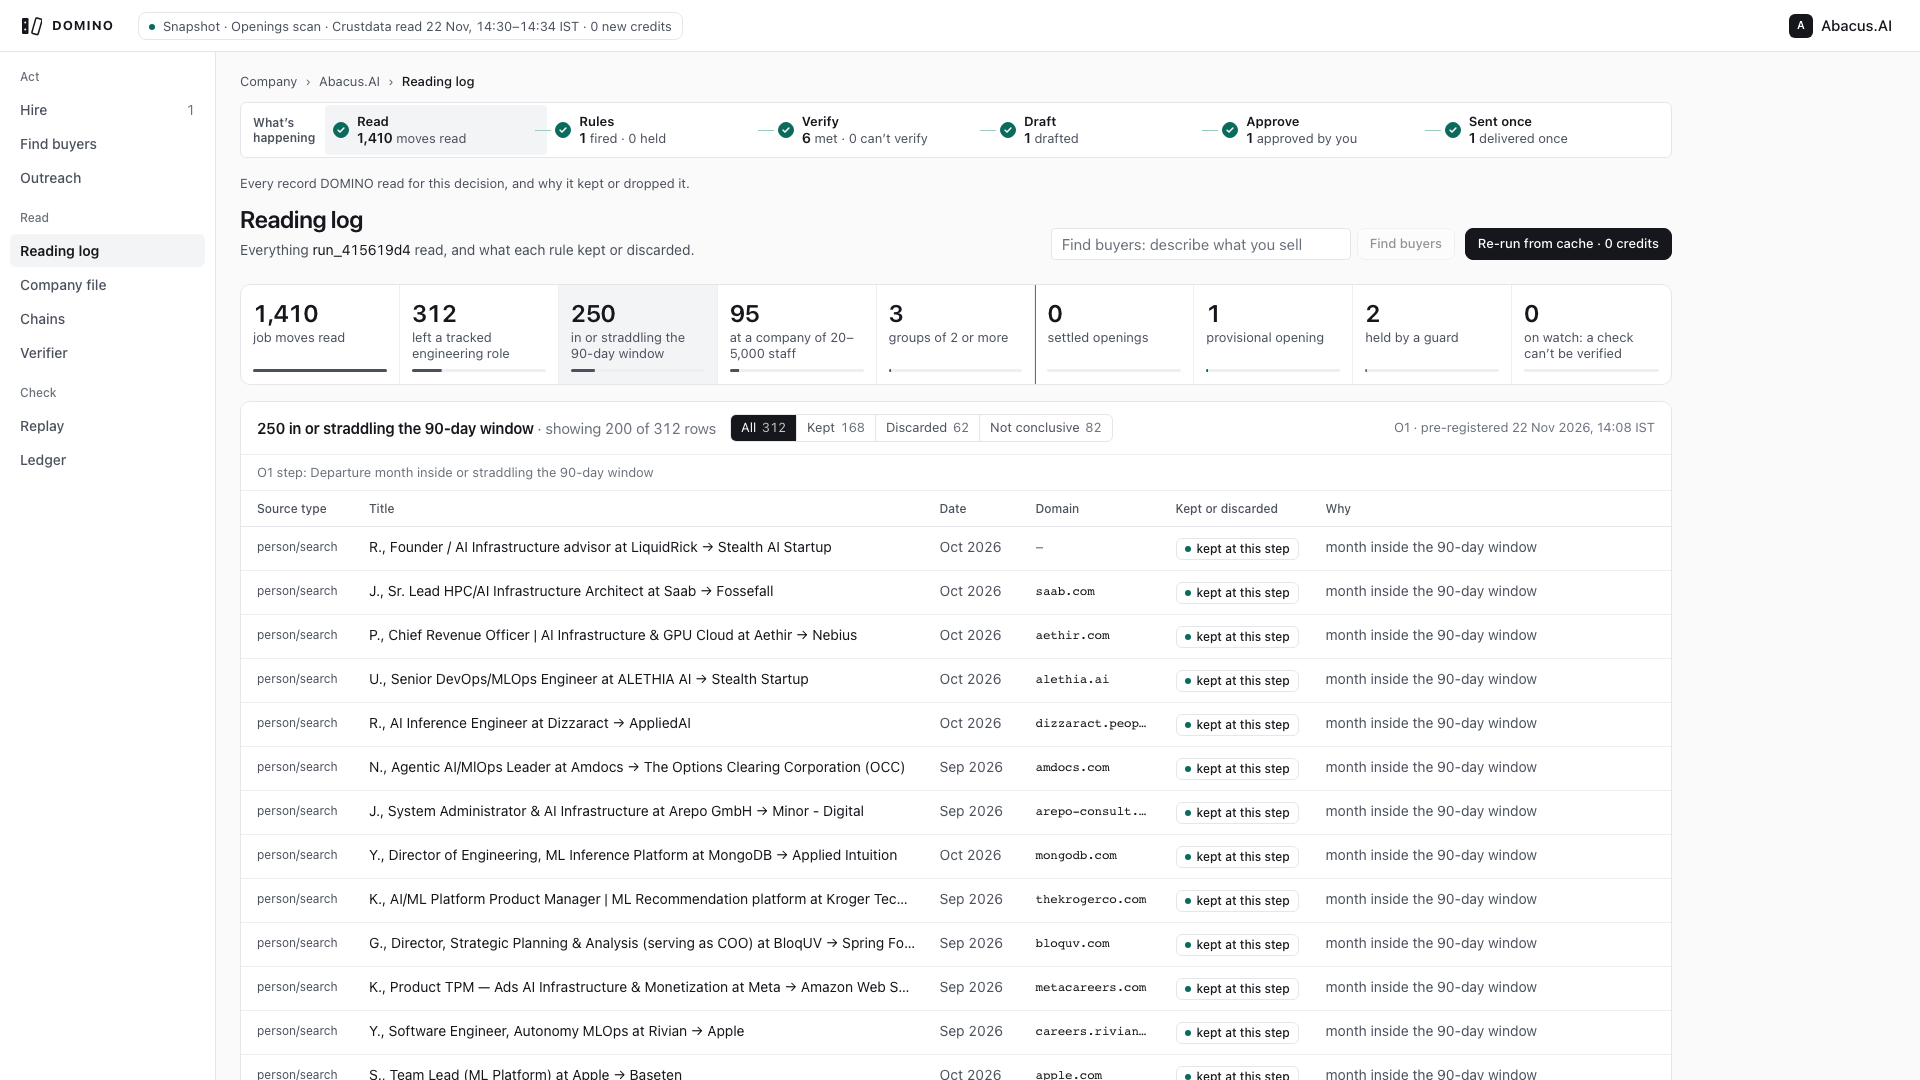 DOMINO
Snapshot · Openings scan · Crustdata read 22 Nov, 14:30–14:34 IST · 0 new credits
A Abacus.AI
Act
Hire 1
Find buyers
Outreach
Read
Reading log
Company file
Chains
Verifier
Check
Replay
Ledger
Company › Abacus.AI › Reading log
What's happening
Read
1,410 moves read
Rules
1 fired · 0 held
Verify
6 met · 0 can't verify
Draft
1 drafted
Approve
1 approved by you
Sent once
1 delivered once
Every record DOMINO read for this decision, and why it kept or dropped it.
Reading log
Everything run_415619d4 read, and what each rule kept or discarded.
Find buyers: describe what you sell
Find buyers
Re-run from cache · 0 credits
1,410
job moves read
312
left a tracked
engineering role
250
in or straddling the
90-day window
95
at a company of 20–
5,000 staff
3
groups of 2 or more
0
settled openings
1
provisional opening
2
held by a guard
0
on watch: a check
can't be verified
250 in or straddling the 90-day window · showing 200 of 312 rows
All 312
Kept 168
Discarded 62
Not conclusive 82
O1 · pre-registered 22 Nov 2026, 14:08 IST
O1 step: Departure month inside or straddling the 90-day window
Source type Title Date Domain Kept or discarded Why
person/search R., Founder / AI Infrastructure advisor at LiquidRick → Stealth AI Startup Oct 2026 – kept at this step month inside the 90-day window
person/search J., Sr. Lead HPC/AI Infrastructure Architect at Saab → Fossefall Oct 2026 saab.com kept at this step month inside the 90-day window
person/search P., Chief Revenue Officer | AI Infrastructure & GPU Cloud at Aethir → Nebius Oct 2026 aethir.com kept at this step month inside the 90-day window
person/search U., Senior DevOps/MLOps Engineer at ALETHIA AI → Stealth Startup Oct 2026 alethia.ai kept at this step month inside the 90-day window
person/search R., AI Inference Engineer at Dizzaract → AppliedAI Oct 2026 dizzaract.peop… kept at this step month inside the 90-day window
person/search N., Agentic AI/MlOps Leader at Amdocs → The Options Clearing Corporation (OCC) Sep 2026 amdocs.com kept at this step month inside the 90-day window
person/search J., System Administrator & AI Infrastructure at Arepo GmbH → Minor - Digital Sep 2026 arepo-consult.… kept at this step month inside the 90-day window
person/search Y., Director of Engineering, ML Inference Platform at MongoDB → Applied Intuition Oct 2026 mongodb.com kept at this step month inside the 90-day window
person/search K., AI/ML Platform Product Manager | ML Recommendation platform at Kroger Tec… Sep 2026 thekrogerco.com kept at this step month inside the 90-day window
person/search G., Director, Strategic Planning & Analysis (serving as COO) at BloqUV → Spring Fo… Sep 2026 bloquv.com kept at this step month inside the 90-day window
person/search K., Product TPM — Ads AI Infrastructure & Monetization at Meta → Amazon Web S… Sep 2026 metacareers.com kept at this step month inside the 90-day window
person/search Y., Software Engineer, Autonomy MLOps at Rivian → Apple Sep 2026 careers.rivian… kept at this step month inside the 90-day window
person/search S., Team Lead (ML Platform) at Apple → Baseten Oct 2026 apple.com kept at this step month inside the 90-day window